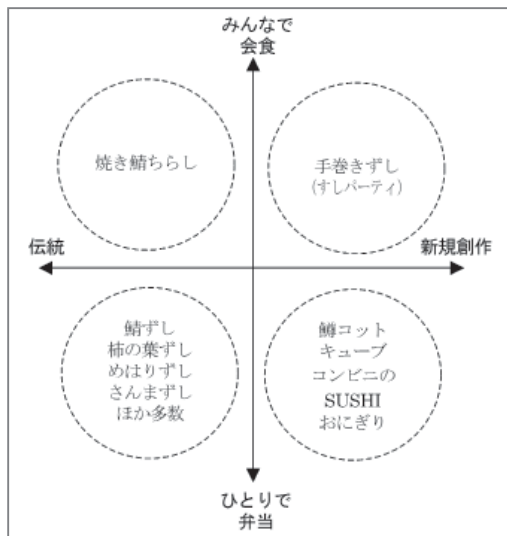 みんなで
会食
焼き鯖ちらし
手巻きずし
(すしパーティ)
伝統
新規創作
鯖ずし
柿の葉ずし
めはりずし
さんまずし
ほか多数
鱒コット
キューブ
コンビニの
SUSHI
おにぎり
ひとりで
弁当